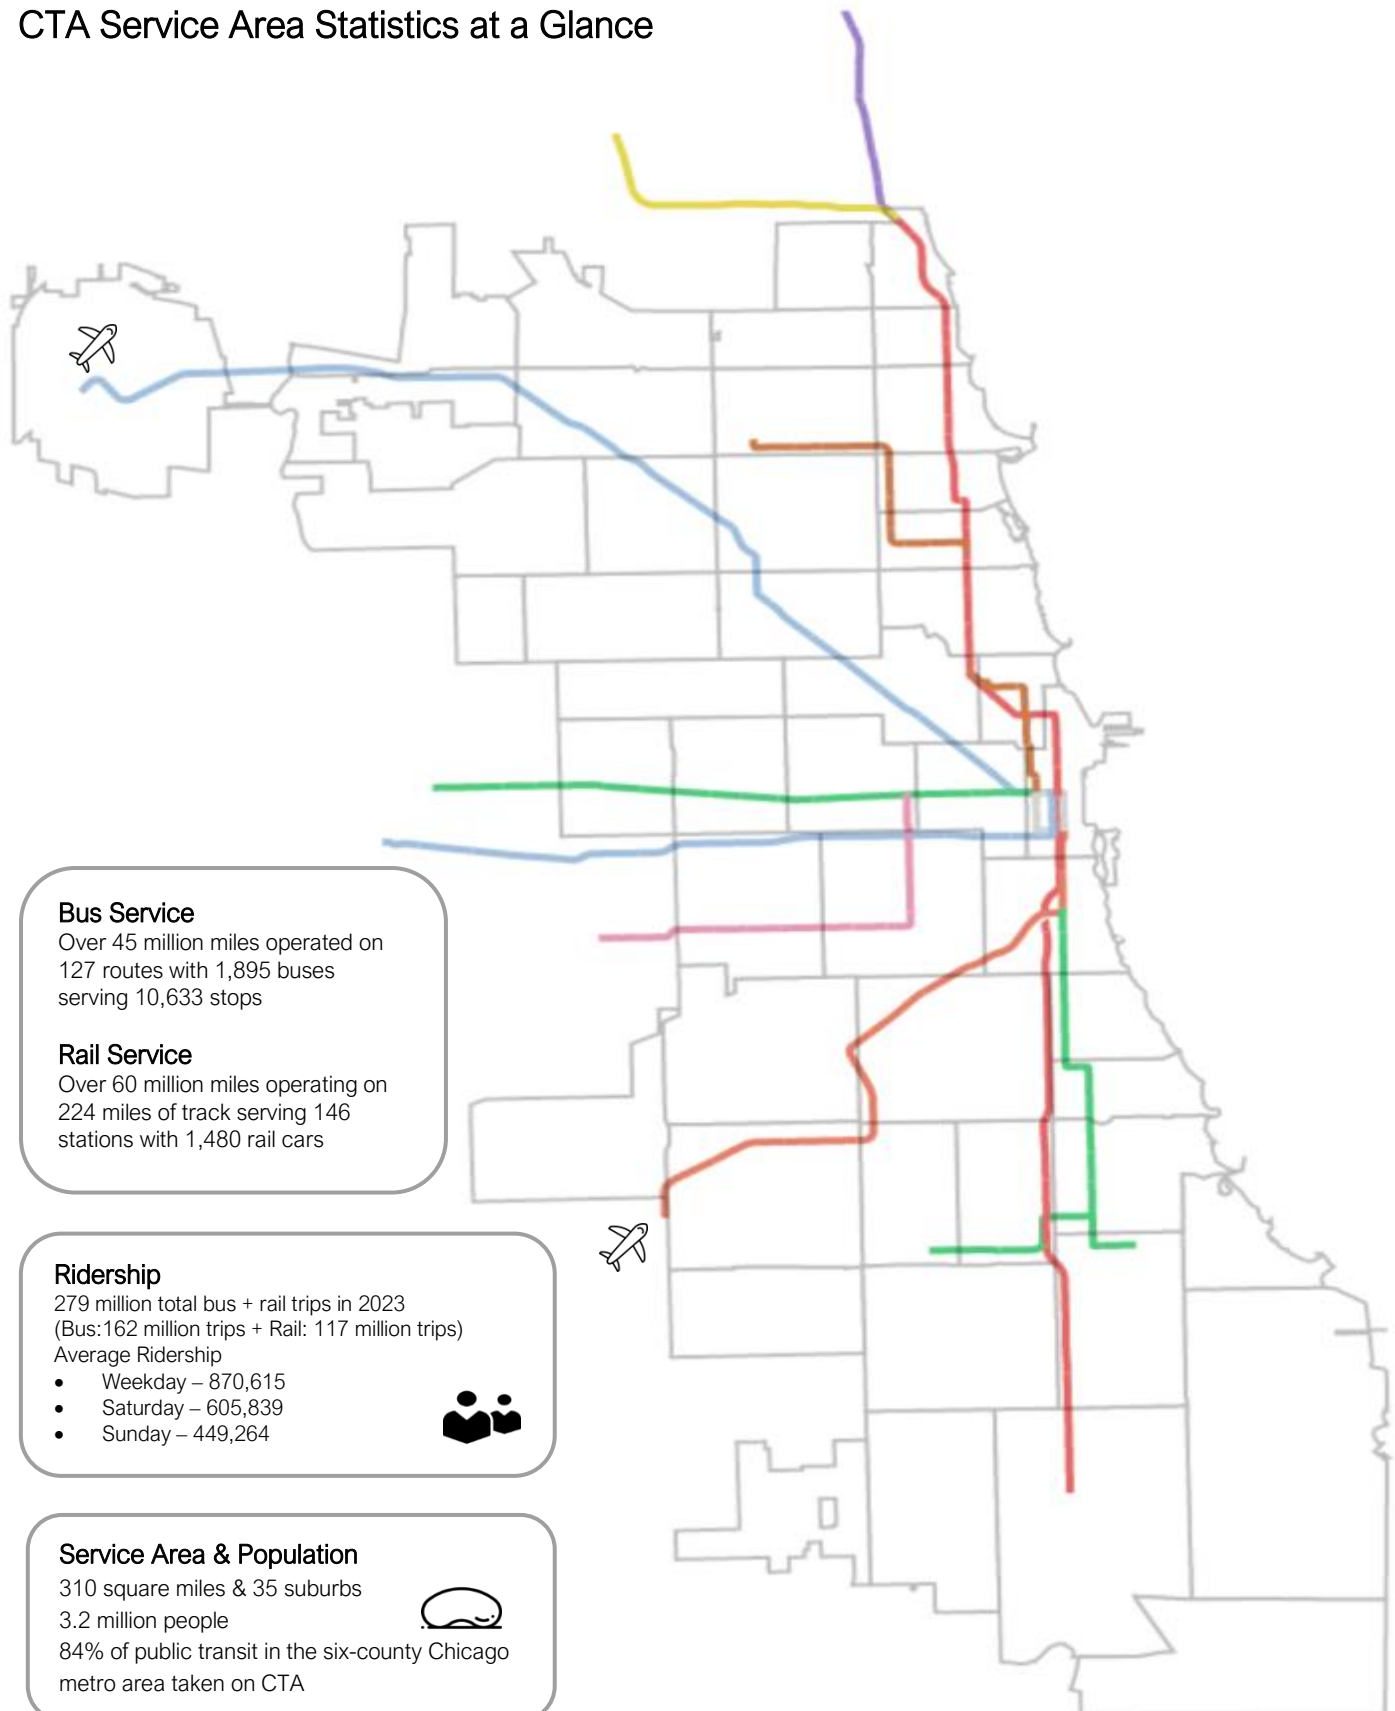 CTA Service Area Statistics at a Glance
Bus Service
Over 45 million miles operated on
127 routes with 1,895 buses
serving 10,633 stops
Rail Service
Over 60 million miles operating on
224 miles of track serving 146
stations with 1,480 rail cars
Ridership
279 million total bus + rail trips in 2023
(Bus:162 million trips + Rail: 117 million trips)
Average Ridership
• Weekday – 870,615
• Saturday – 605,839
• Sunday – 449,264
Service Area & Population
310 square miles & 35 suburbs
3.2 million people
84% of public transit in the six-county Chicago
metro area taken on CTA